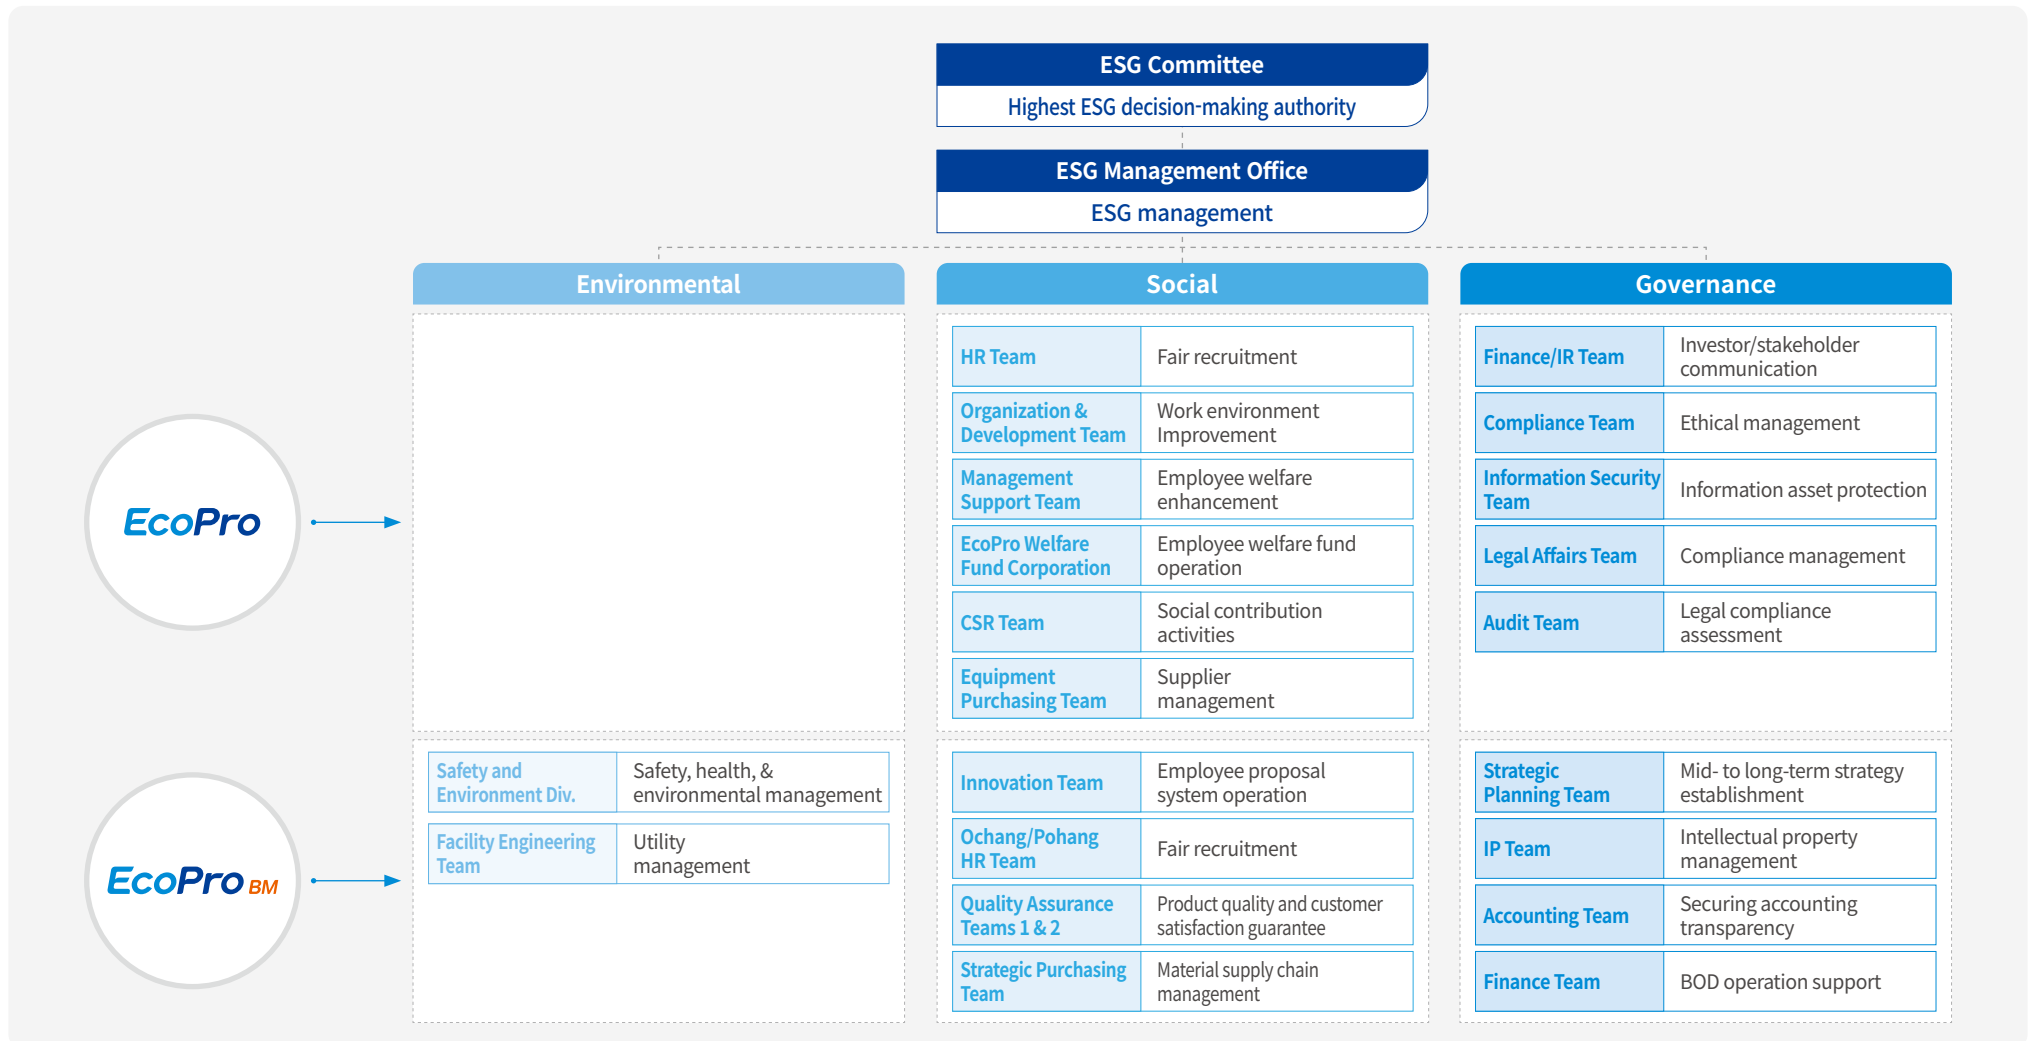 ESG Committee
Highest ESG decision-making authority
ESG Management Office
ESG management
Environmental
Social
Governance
EcoPro
HR Team
Fair recruitment
Organization &
Development Team
Work environment
Improvement
Management
Support Team
Employee welfare
enhancement
EcoPro Welfare
Fund Corporation
Employee welfare fund
operation
CSR Team
Social contribution
activities
Equipment
Purchasing Team
Supplier
management
Finance/IR Team
Investor/stakeholder
communication
Compliance Team
Ethical management
Information Security
Team
Information asset protection
Legal Affairs Team
Compliance management
Audit Team
Legal compliance
assessment
EcoPro BM
Safety and
Environment Div.
Safety, health, &
environmental management
Facility Engineering
Team
Utility
management
Innovation Team
Employee proposal
system operation
Ochang/Pohang
HR Team
Fair recruitment
Quality Assurance
Teams 1 & 2
Product quality and customer
satisfaction guarantee
Strategic Purchasing
Team
Material supply chain
management
Strategic
Planning Team
Mid- to long-term strategy
establishment
IP Team
Intellectual property
management
Accounting Team
Securing accounting
transparency
Finance Team
BOD operation support